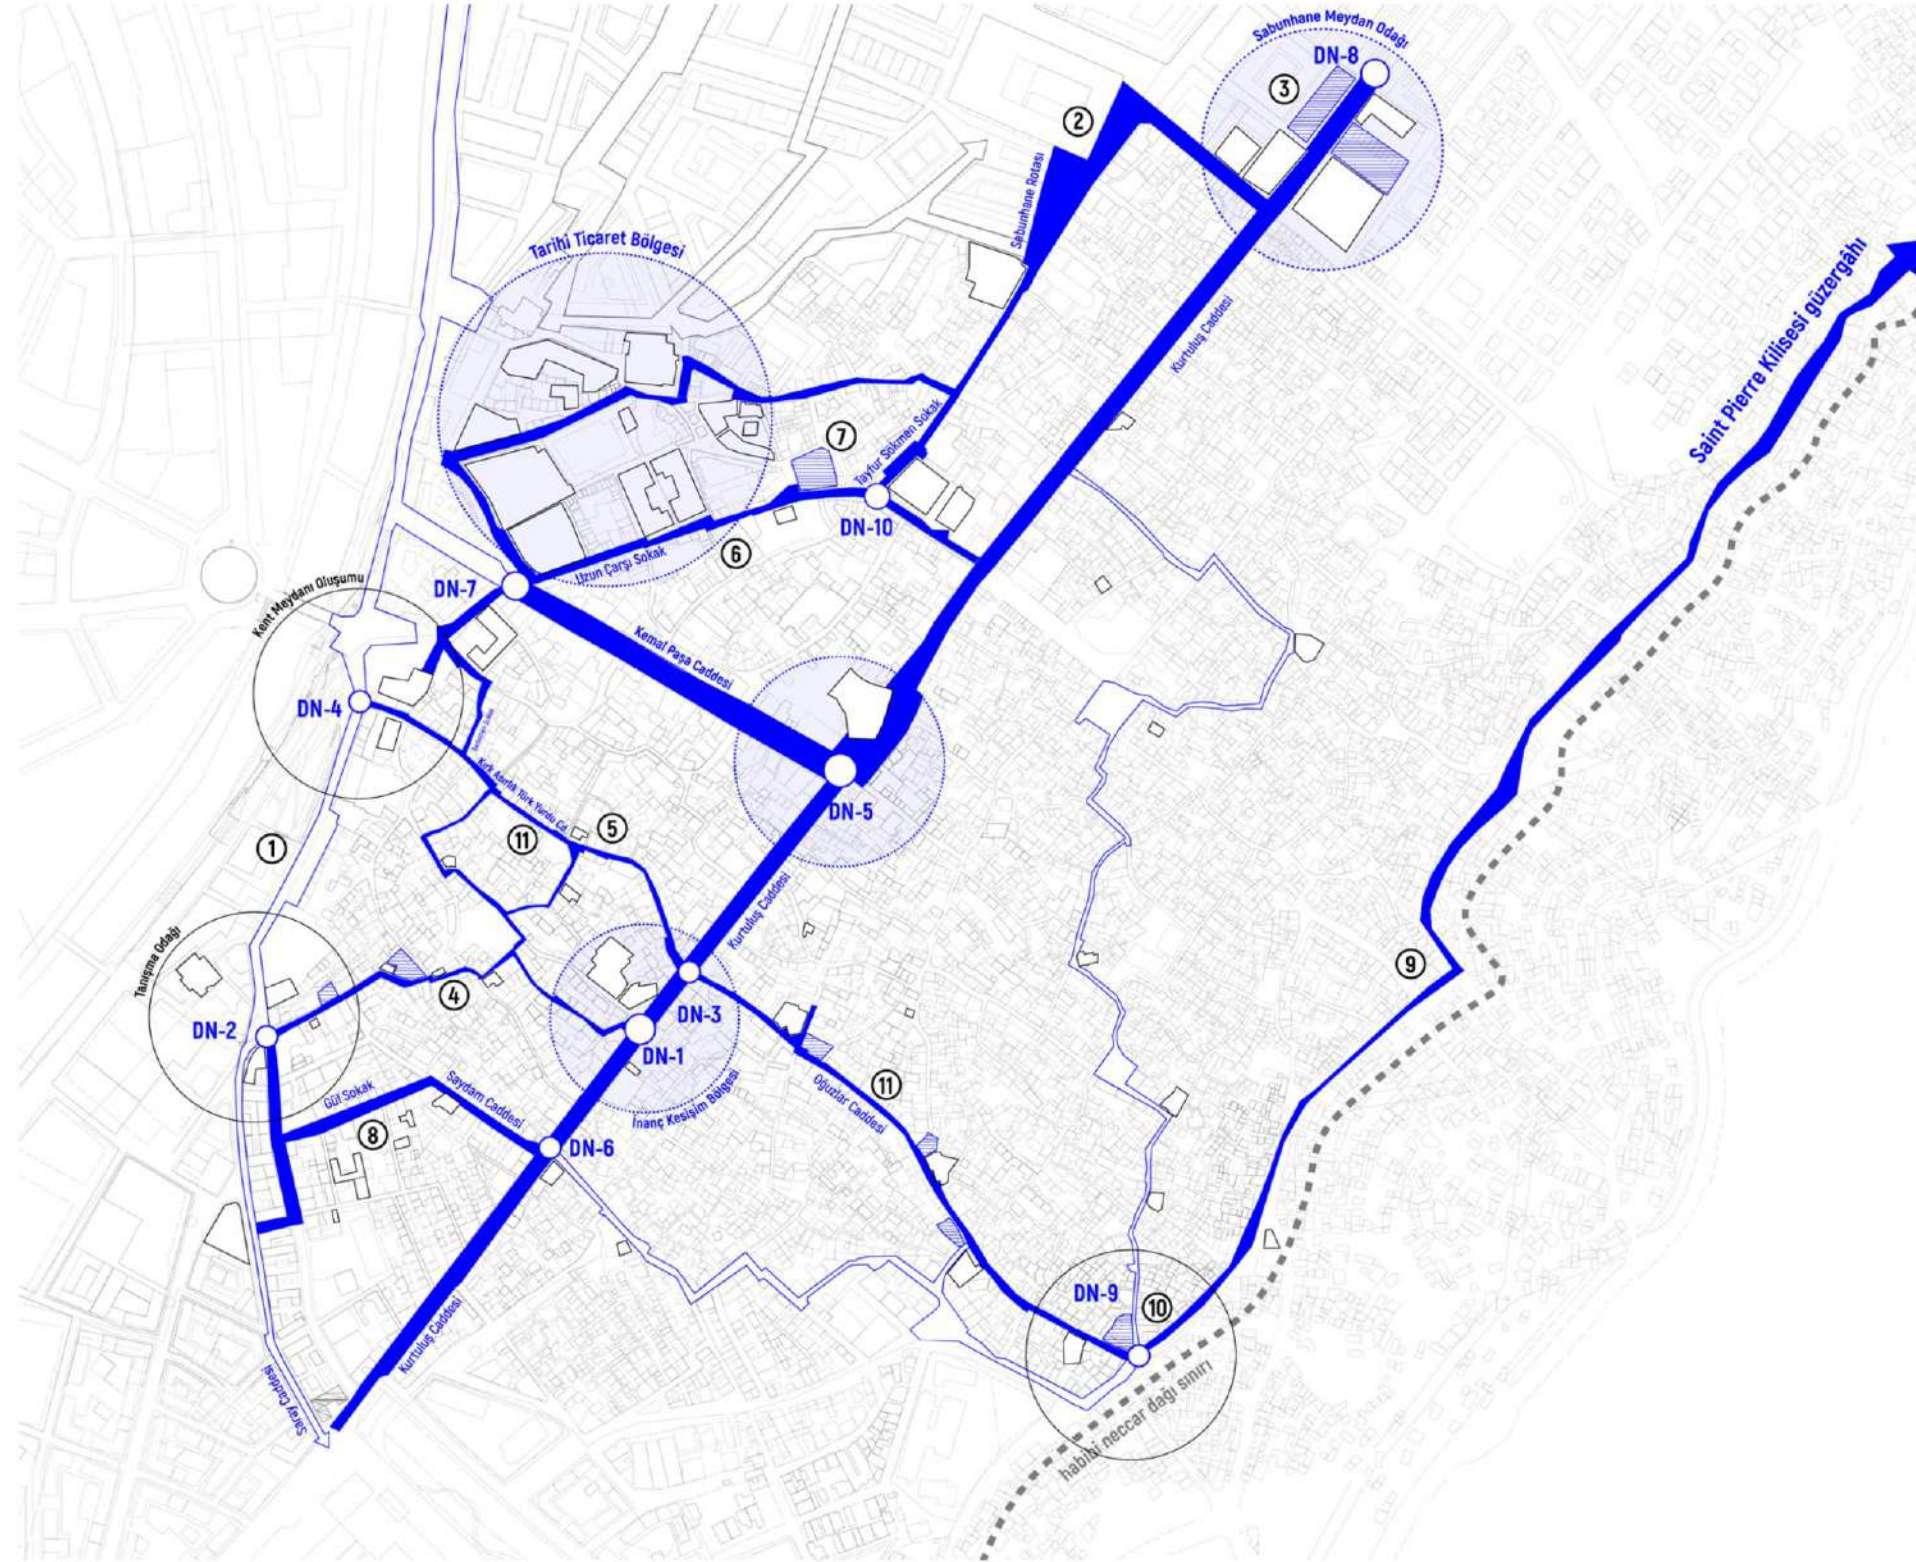 Sabunhane Meydan Odağı
DN-8
3
2
Sabunhane Rotası
Tarihi Ticaret Bölgesi
Kurtuluş Caddesi
Saint Pierre Kilisesi güzergâhı
7
Tayfur Sökmen Sokak
DN-10
6
Uzun Çarşı Sokak
Kent Meydanı Oluşumu
DN-7
Kemal Paşa Caddesi
DN-4
Kırk Asırlık Türk Yurdu Cd.
DN-5
1
11
5
Kurtuluş Caddesi
Tanışma Odağı
9
4
DN-2
DN-3
DN-1
Gül Sokak
Saydam Caddesi
Oğuzlar Caddesi
11
İnanç Kesişim Bölgesi
8
DN-6
DN-9
10
Kurtuluş Caddesi
Saray Caddesi
habibi neccar dağı sınırı